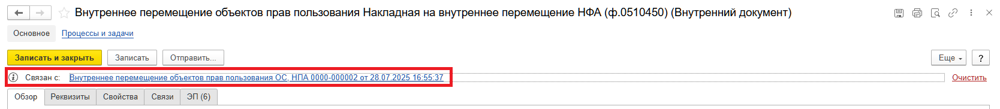 Внутреннее перемещение объектов прав пользования Накладная на внутреннее перемещение НФА (ф.0510450) (Внутренний документ)
Основное Процессы и задачи
Записать и закрыть Записать Отправить... Еще ?
Связан с: Внутреннее перемещение объектов прав пользования ОС, НПА 0000-000002 от 28.07.2025 16:55:37 Очистить
Обзор Реквизиты Свойства Связи ЭП (6)